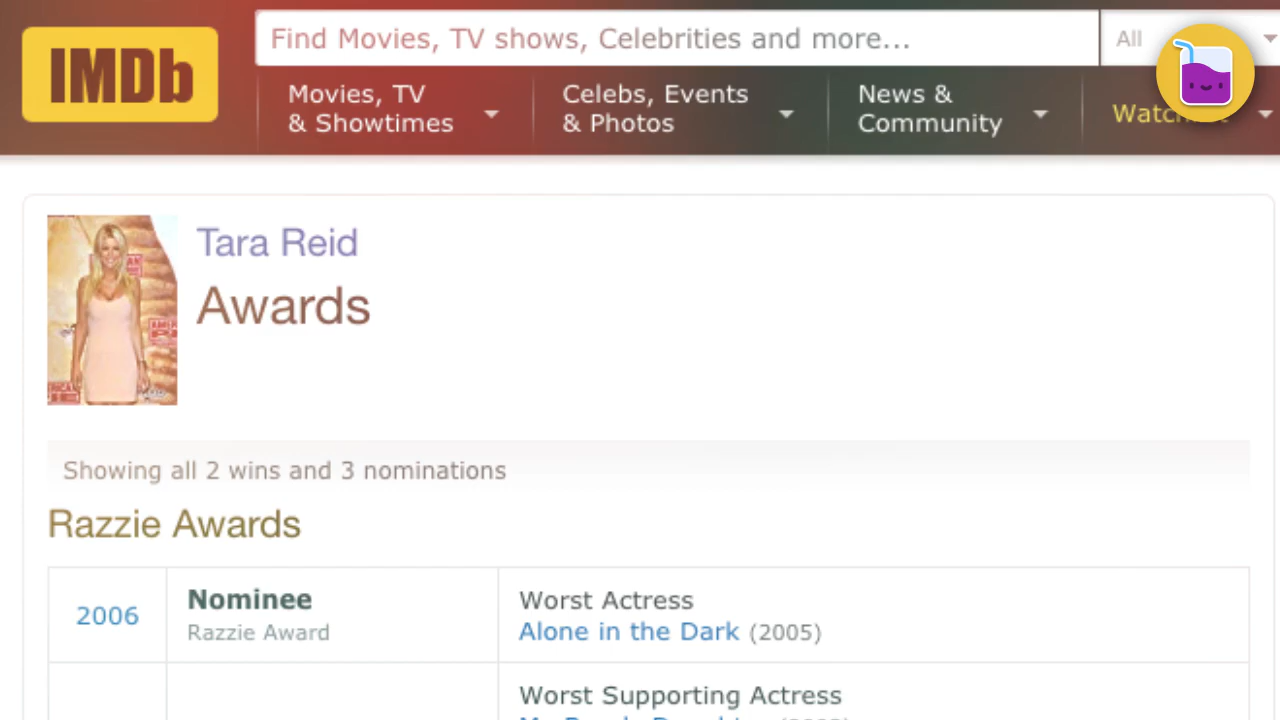 IMDb
Find Movies, TV shows, Celebrities and more...
All
Movies, TV
& Showtimes
Celebs, Events
& Photos
News &
Community
Tara Reid
Awards
Showing all 2 wins and 3 nominations
Razzie Awards
2006
Nominee
Razzie Award
Worst Actress
Alone in the Dark (2005)
Worst Supporting Actress